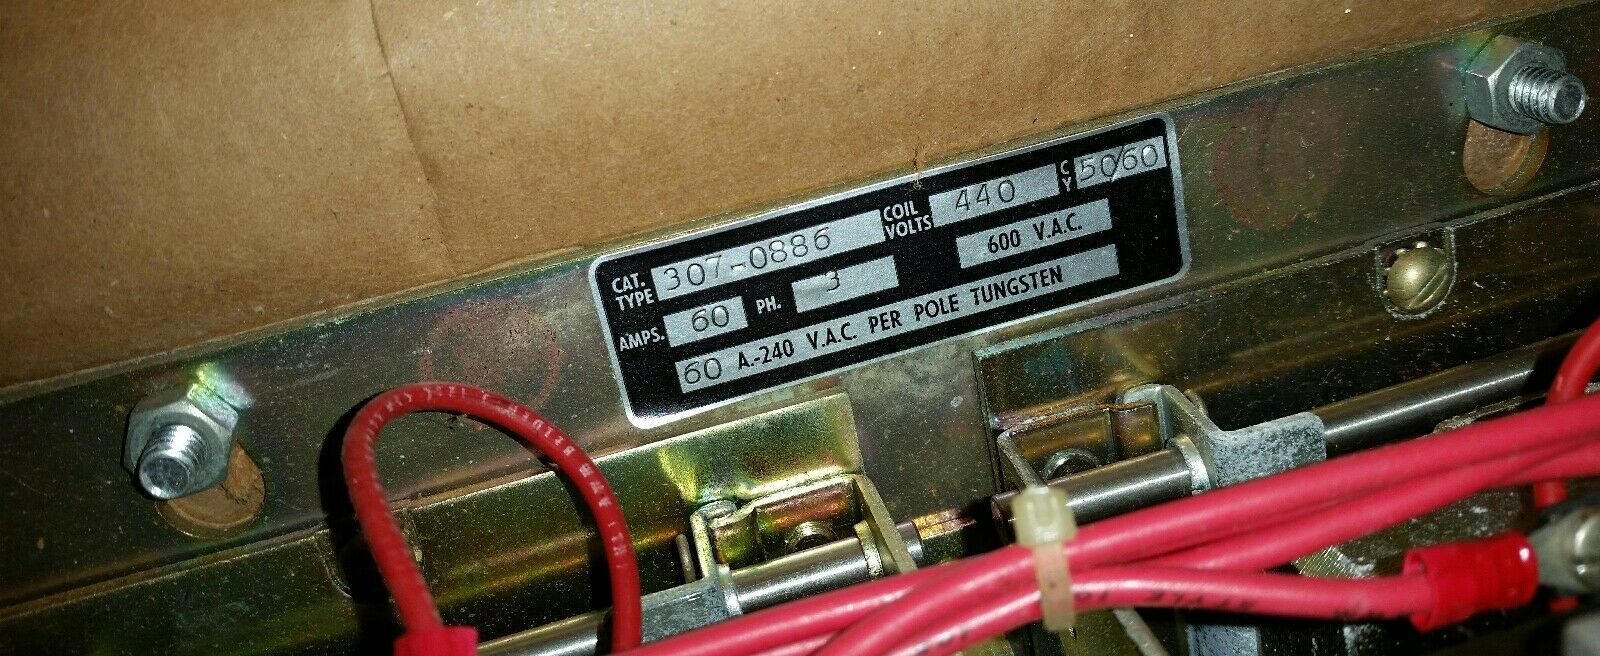 CAT. TYPE 307-0886 COIL VOLTS 440 CY 50/60
AMPS. 60 PH. 3 600 V.A.C.
60 A.-240 V.A.C. PER POLE TUNGSTEN